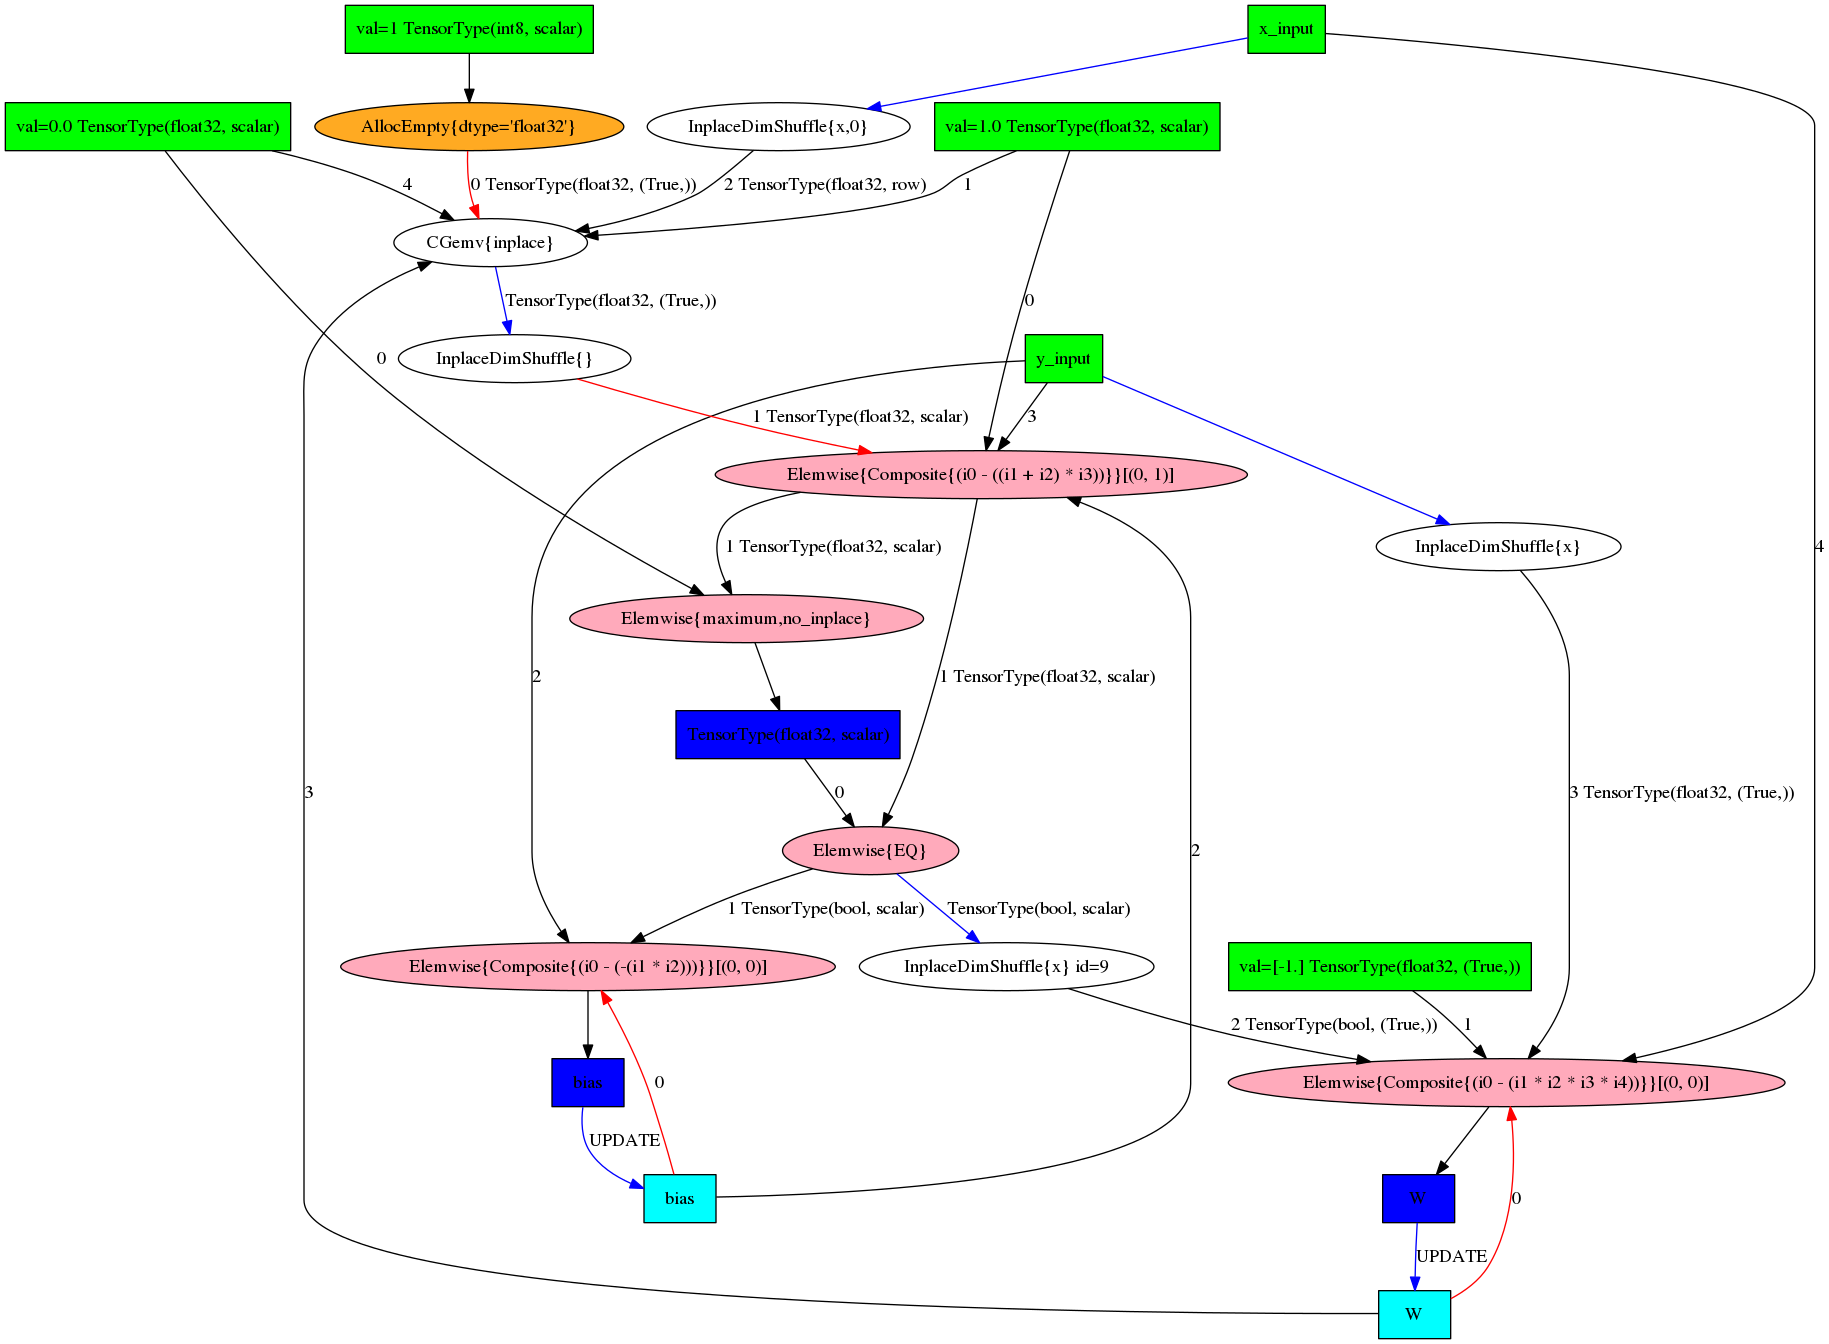 val=1 TensorType(int8, scalar)
x_input
val=0.0 TensorType(float32, scalar)
AllocEmpty{dtype='float32'}
InplaceDimShuffle{x,0}
val=1.0 TensorType(float32, scalar)
4
0 TensorType(float32, (True,))
2 TensorType(float32, row)
1
CGemv{inplace}
TensorType(float32, (True,))
0
0
InplaceDimShuffle{}
y_input
1 TensorType(float32, scalar)
3
Elemwise{Composite{(i0 - ((i1 + i2) * i3))}}[(0, 1)]
1 TensorType(float32, scalar)
InplaceDimShuffle{x}
4
Elemwise{maximum,no_inplace}
2
1 TensorType(float32, scalar)
TensorType(float32, scalar)
3
0
3 TensorType(float32, (True,))
Elemwise{EQ}
2
1 TensorType(bool, scalar)
TensorType(bool, scalar)
Elemwise{Composite{(i0 - (-(i1 * i2)))}}[(0, 0)]
InplaceDimShuffle{x} id=9
val=[-1.] TensorType(float32, (True,))
2 TensorType(bool, (True,))
1
bias
0
Elemwise{Composite{(i0 - (i1 * i2 * i3 * i4))}}[(0, 0)]
UPDATE
bias
W
0
UPDATE
W